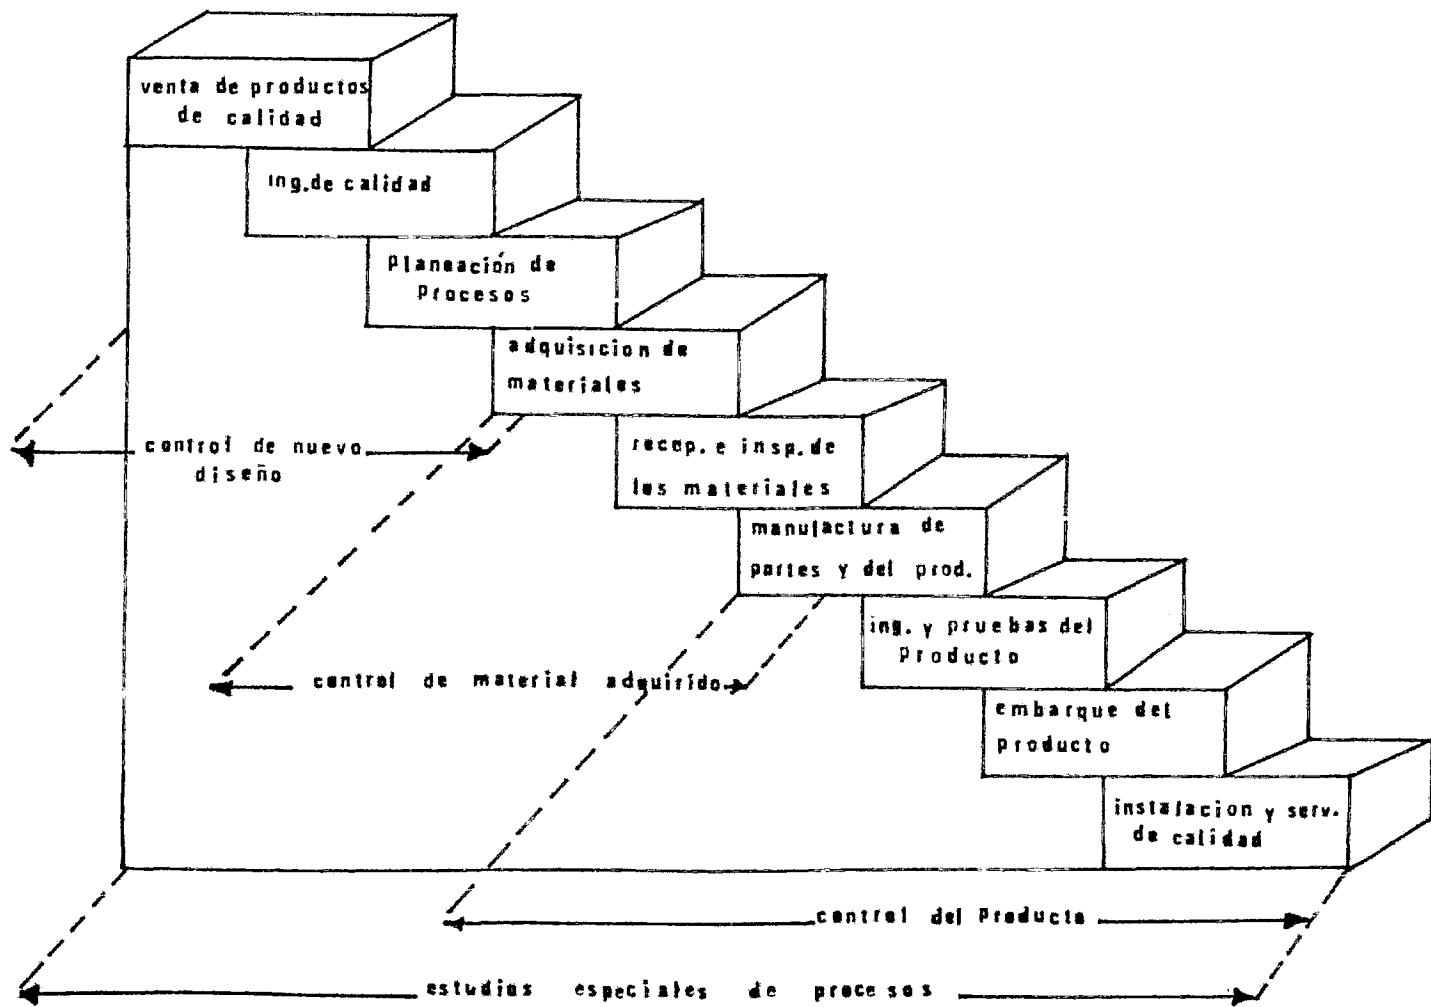 venta de productos
de calidad
ing. de calidad
Planeación de
Procesos
adquisicion de
materiales
control de nuevo
diseño
recep. e insp. de
los materiales
manufactura de
partes y del prod.
ing. y pruebas del
Producto
control de material adquirído
embarque del
producto
instalacion y serv.
de calidad
control del Producto
estudios especiales de procesos